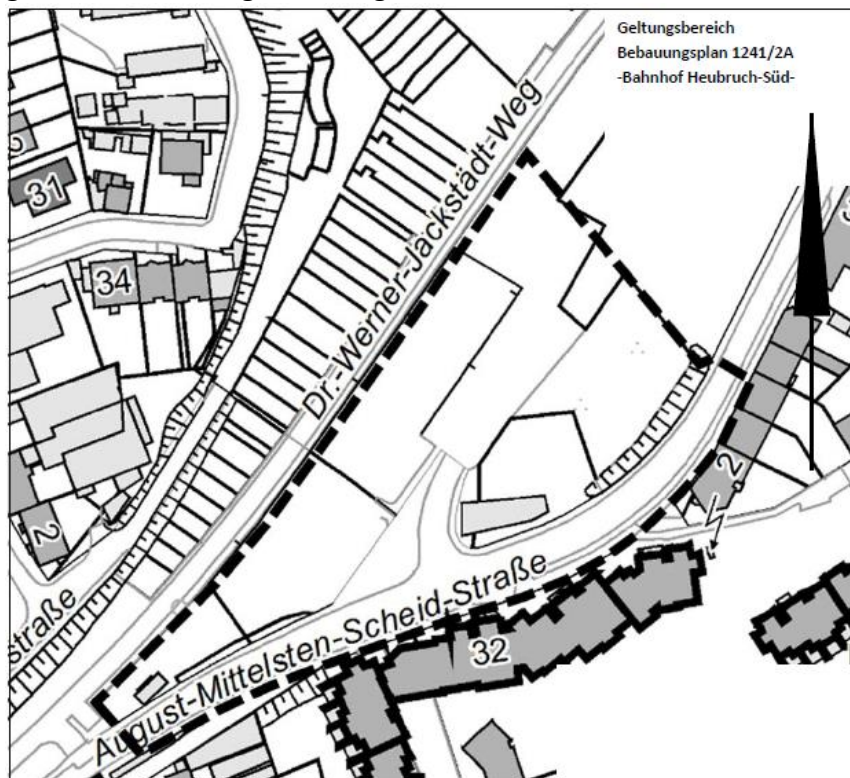 Geltungsbereich
Bebauungsplan 1241/2A
-Bahnhof Heubruch-Süd-
Dr.-Werner-Jackstädt-Weg
31
34
2
2
straße
August-Mittelsten-Scheid-Straße
32